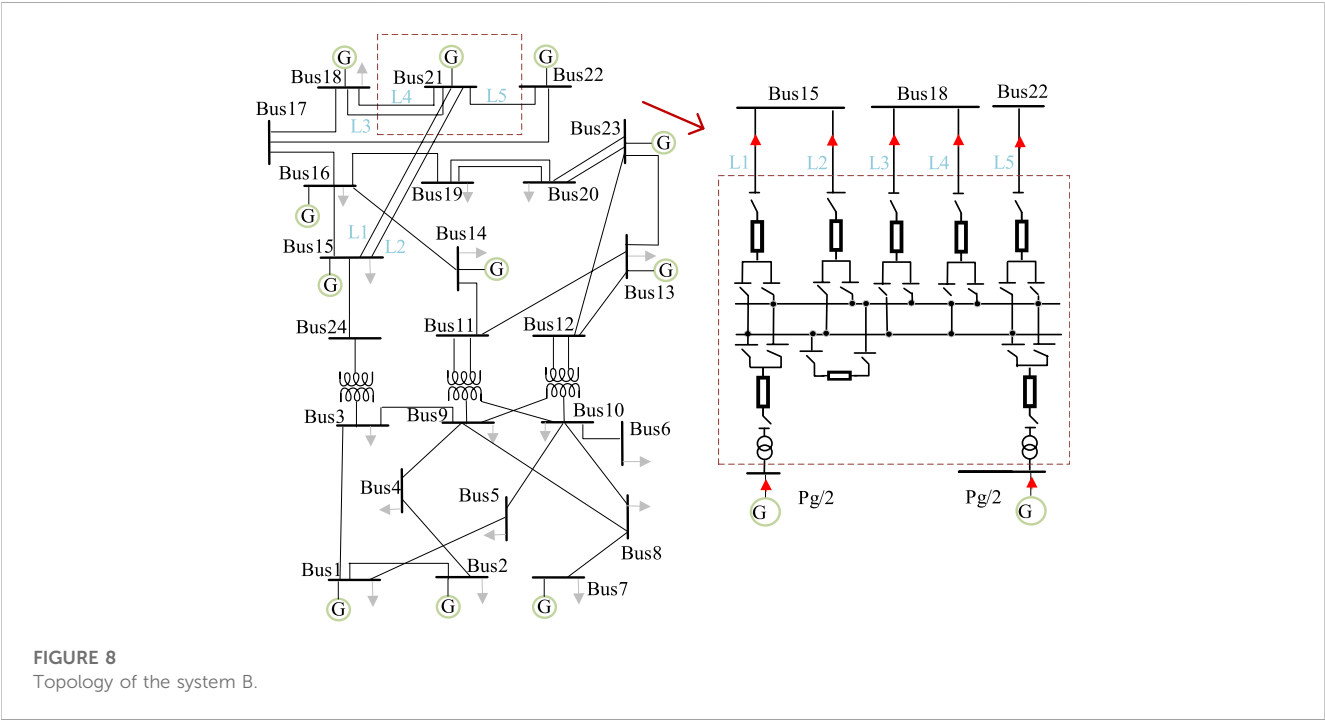 G
G
G
Bus18
Bus21
Bus22
L4
L5
Bus17
L3
Bus23
G
Bus16
Bus19
Bus20
G
L1
L2
Bus14
Bus15
G
G
Bus13
G
Bus24
Bus11
Bus12
Bus3
Bus9
Bus10
Bus6
Bus4
Bus5
Bus8
Bus1
Bus2
Bus7
G
G
G
Bus15
Bus18
Bus22
L1
L2
L3
L4
L5
Pg/2
Pg/2
G
G
FIGURE 8
Topology of the system B.